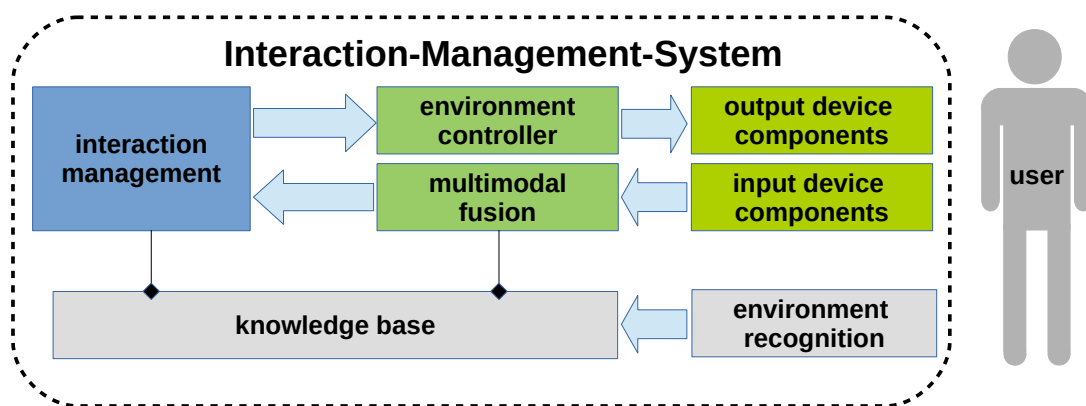 Interaction-Management-System
interaction
management
environment
controller
output device
components
multimodal
fusion
input device
components
user
knowledge base
environment
recognition